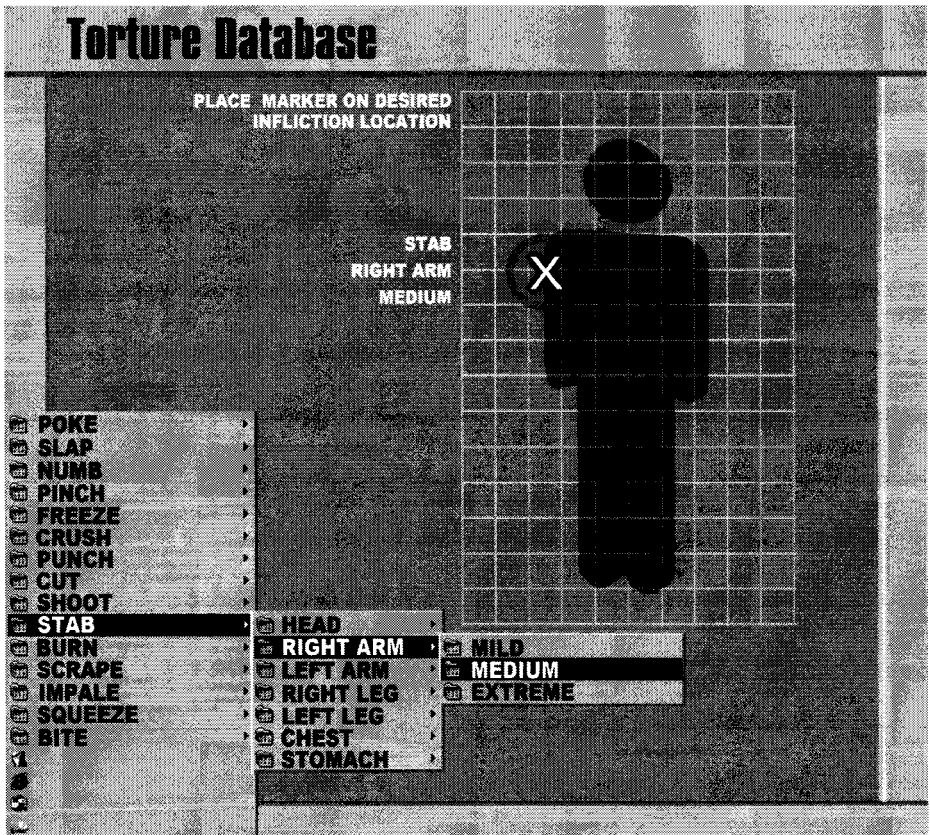 Torture Database
PLACE MARKER ON DESIRED
INFLICTION LOCATION
STAB
RIGHT ARM
MEDIUM
X
POKE
SLAP
NUMB
PINCH
FREEZE
CRUSH
PUNCH
CUT
SHOOT
STAB
BURN
SCRAPE
IMPALE
SQUEEZE
BITE
HEAD
RIGHT ARM
LEFT ARM
RIGHT LEG
LEFT LEG
CHEST
STOMACH
MILD
MEDIUM
EXTREME